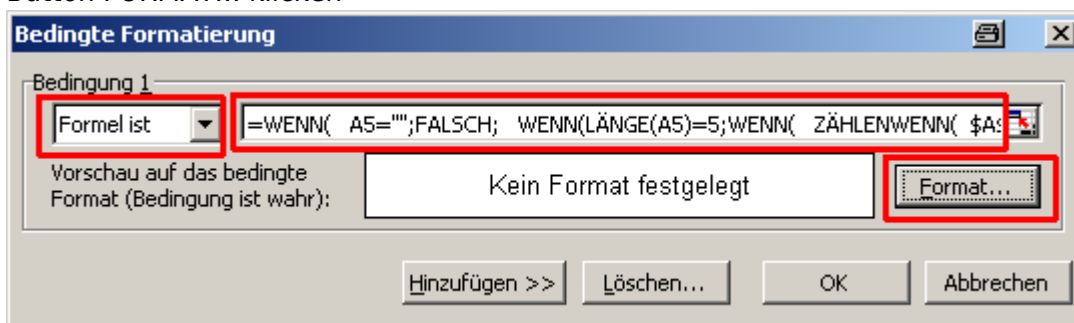 Bedingte Formatierung
Bedingung 1
Formel ist =WENN( A5="";FALSCH; WENN(LÄNGE(A5)=5;WENN( ZÄHLENWENN(
Vorschau auf das bedingte
Format (Bedingung ist wahr):
Kein Format festgelegt
Format...
Hinzufügen >> Löschen... OK Abbrechen